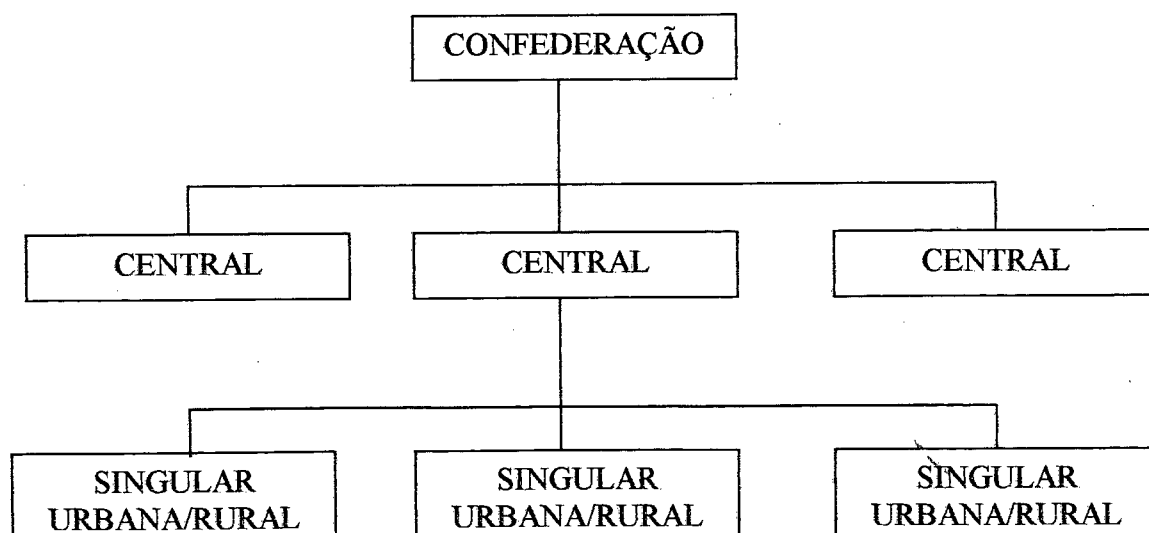 CONFEDERAÇÃO
CENTRAL
CENTRAL
CENTRAL
SINGULAR
URBANA/RURAL
SINGULAR
URBANA/RURAL
SINGULAR
URBANA/RURAL